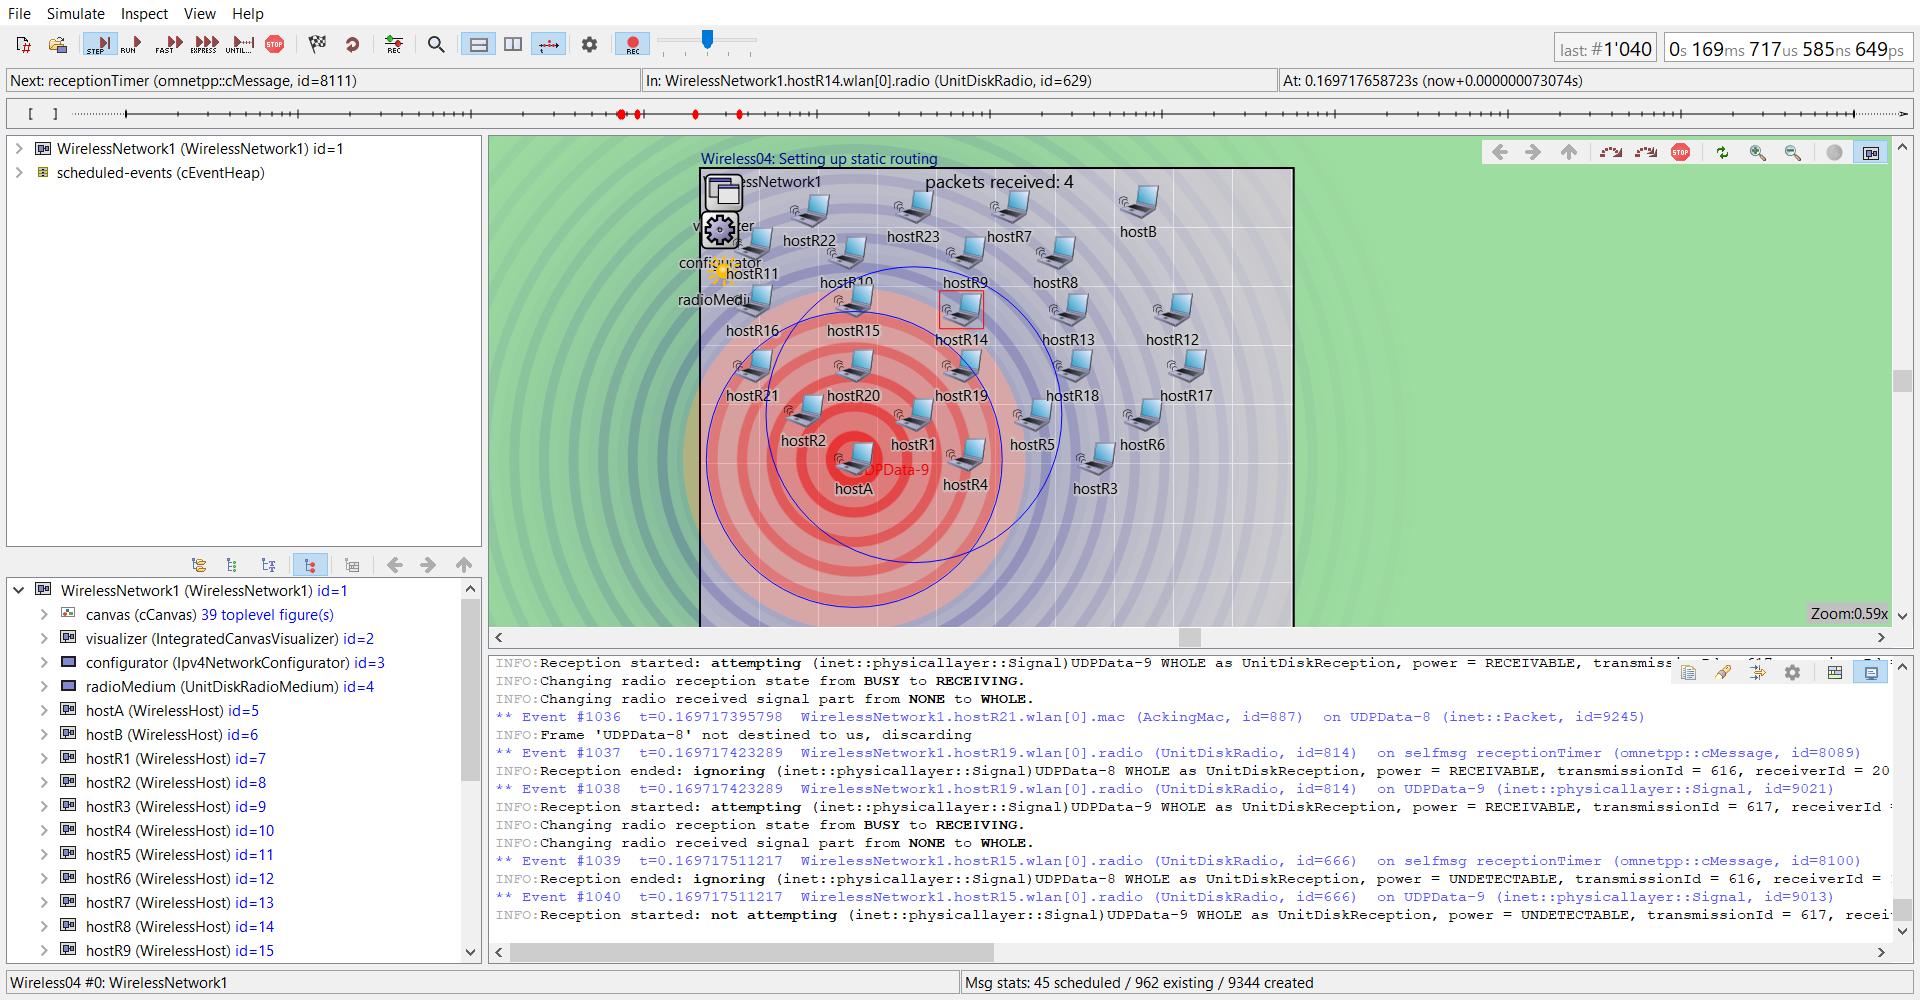 File Simulate Inspect View Help
STEP RUN FAST EXPRESS UNTIL... STOP REC REC
last: #1'040 0s 169ms 717us 585ns 649ps
Next: receptionTimer (omnetpp::cMessage, id=8111) In: WirelessNetwork1.hostR14.wlan[0].radio (UnitDiskRadio, id=629) At: 0.169717658723s (now+0.000000073074s)
[ ]
WirelessNetwork1 (WirelessNetwork1) id=1
scheduled-events (cEventHeap)
WirelessNetwork1 (WirelessNetwork1) id=1
canvas (cCanvas) 39 toplevel figure(s)
visualizer (IntegratedCanvasVisualizer) id=2
configurator (Ipv4NetworkConfigurator) id=3
radioMedium (UnitDiskRadioMedium) id=4
hostA (WirelessHost) id=5
hostB (WirelessHost) id=6
hostR1 (WirelessHost) id=7
hostR2 (WirelessHost) id=8
hostR3 (WirelessHost) id=9
hostR4 (WirelessHost) id=10
hostR5 (WirelessHost) id=11
hostR6 (WirelessHost) id=12
hostR7 (WirelessHost) id=13
hostR8 (WirelessHost) id=14
hostR9 (WirelessHost) id=15
Wireless04: Setting up static routing
STOP
essNetwork1 packets received: 4
hostR22 hostR23 hostR7 hostB
configurator
hostR11 hostR10 hostR9 hostR8
radioMedi
hostR16 hostR15 hostR14 hostR13 hostR12
hostR21 hostR20 hostR19 hostR18 hostR17
hostR2 hostR1 hostR5 hostR6
DPData-9
hostA hostR4 hostR3
Zoom:0.59x
INFO:Reception started: attempting (inet::physicallayer::Signal)UDPData-9 WHOLE as UnitDiskReception, power = RECEIVABLE, transmiss
INFO:Changing radio reception state from BUSY to RECEIVING.
INFO:Changing radio received signal part from NONE to WHOLE.
** Event #1036 t=0.169717395798 WirelessNetwork1.hostR21.wlan[0].mac (AckingMac, id=887) on UDPData-8 (inet::Packet, id=9245)
INFO:Frame 'UDPData-8' not destined to us, discarding
** Event #1037 t=0.169717423289 WirelessNetwork1.hostR19.wlan[0].radio (UnitDiskRadio, id=814) on selfmsg receptionTimer (omnetpp::cMessage, id=8089)
INFO:Reception ended: ignoring (inet::physicallayer::Signal)UDPData-8 WHOLE as UnitDiskReception, power = RECEIVABLE, transmissionId = 616, receiverId = 20
** Event #1038 t=0.169717423289 WirelessNetwork1.hostR19.wlan[0].radio (UnitDiskRadio, id=814) on UDPData-9 (inet::physicallayer::Signal, id=9021)
INFO:Reception started: attempting (inet::physicallayer::Signal)UDPData-9 WHOLE as UnitDiskReception, power = RECEIVABLE, transmissionId = 617, receiverId =
INFO:Changing radio reception state from BUSY to RECEIVING.
INFO:Changing radio received signal part from NONE to WHOLE.
** Event #1039 t=0.169717511217 WirelessNetwork1.hostR15.wlan[0].radio (UnitDiskRadio, id=666) on selfmsg receptionTimer (omnetpp::cMessage, id=8100)
INFO:Reception ended: ignoring (inet::physicallayer::Signal)UDPData-8 WHOLE as UnitDiskReception, power = UNDETECTABLE, transmissionId = 616, receiverId =
** Event #1040 t=0.169717511217 WirelessNetwork1.hostR15.wlan[0].radio (UnitDiskRadio, id=666) on UDPData-9 (inet::physicallayer::Signal, id=9013)
INFO:Reception started: not attempting (inet::physicallayer::Signal)UDPData-9 WHOLE as UnitDiskReception, power = UNDETECTABLE, transmissionId = 617, recei
Wireless04 #0: WirelessNetwork1 Msg stats: 45 scheduled / 962 existing / 9344 created